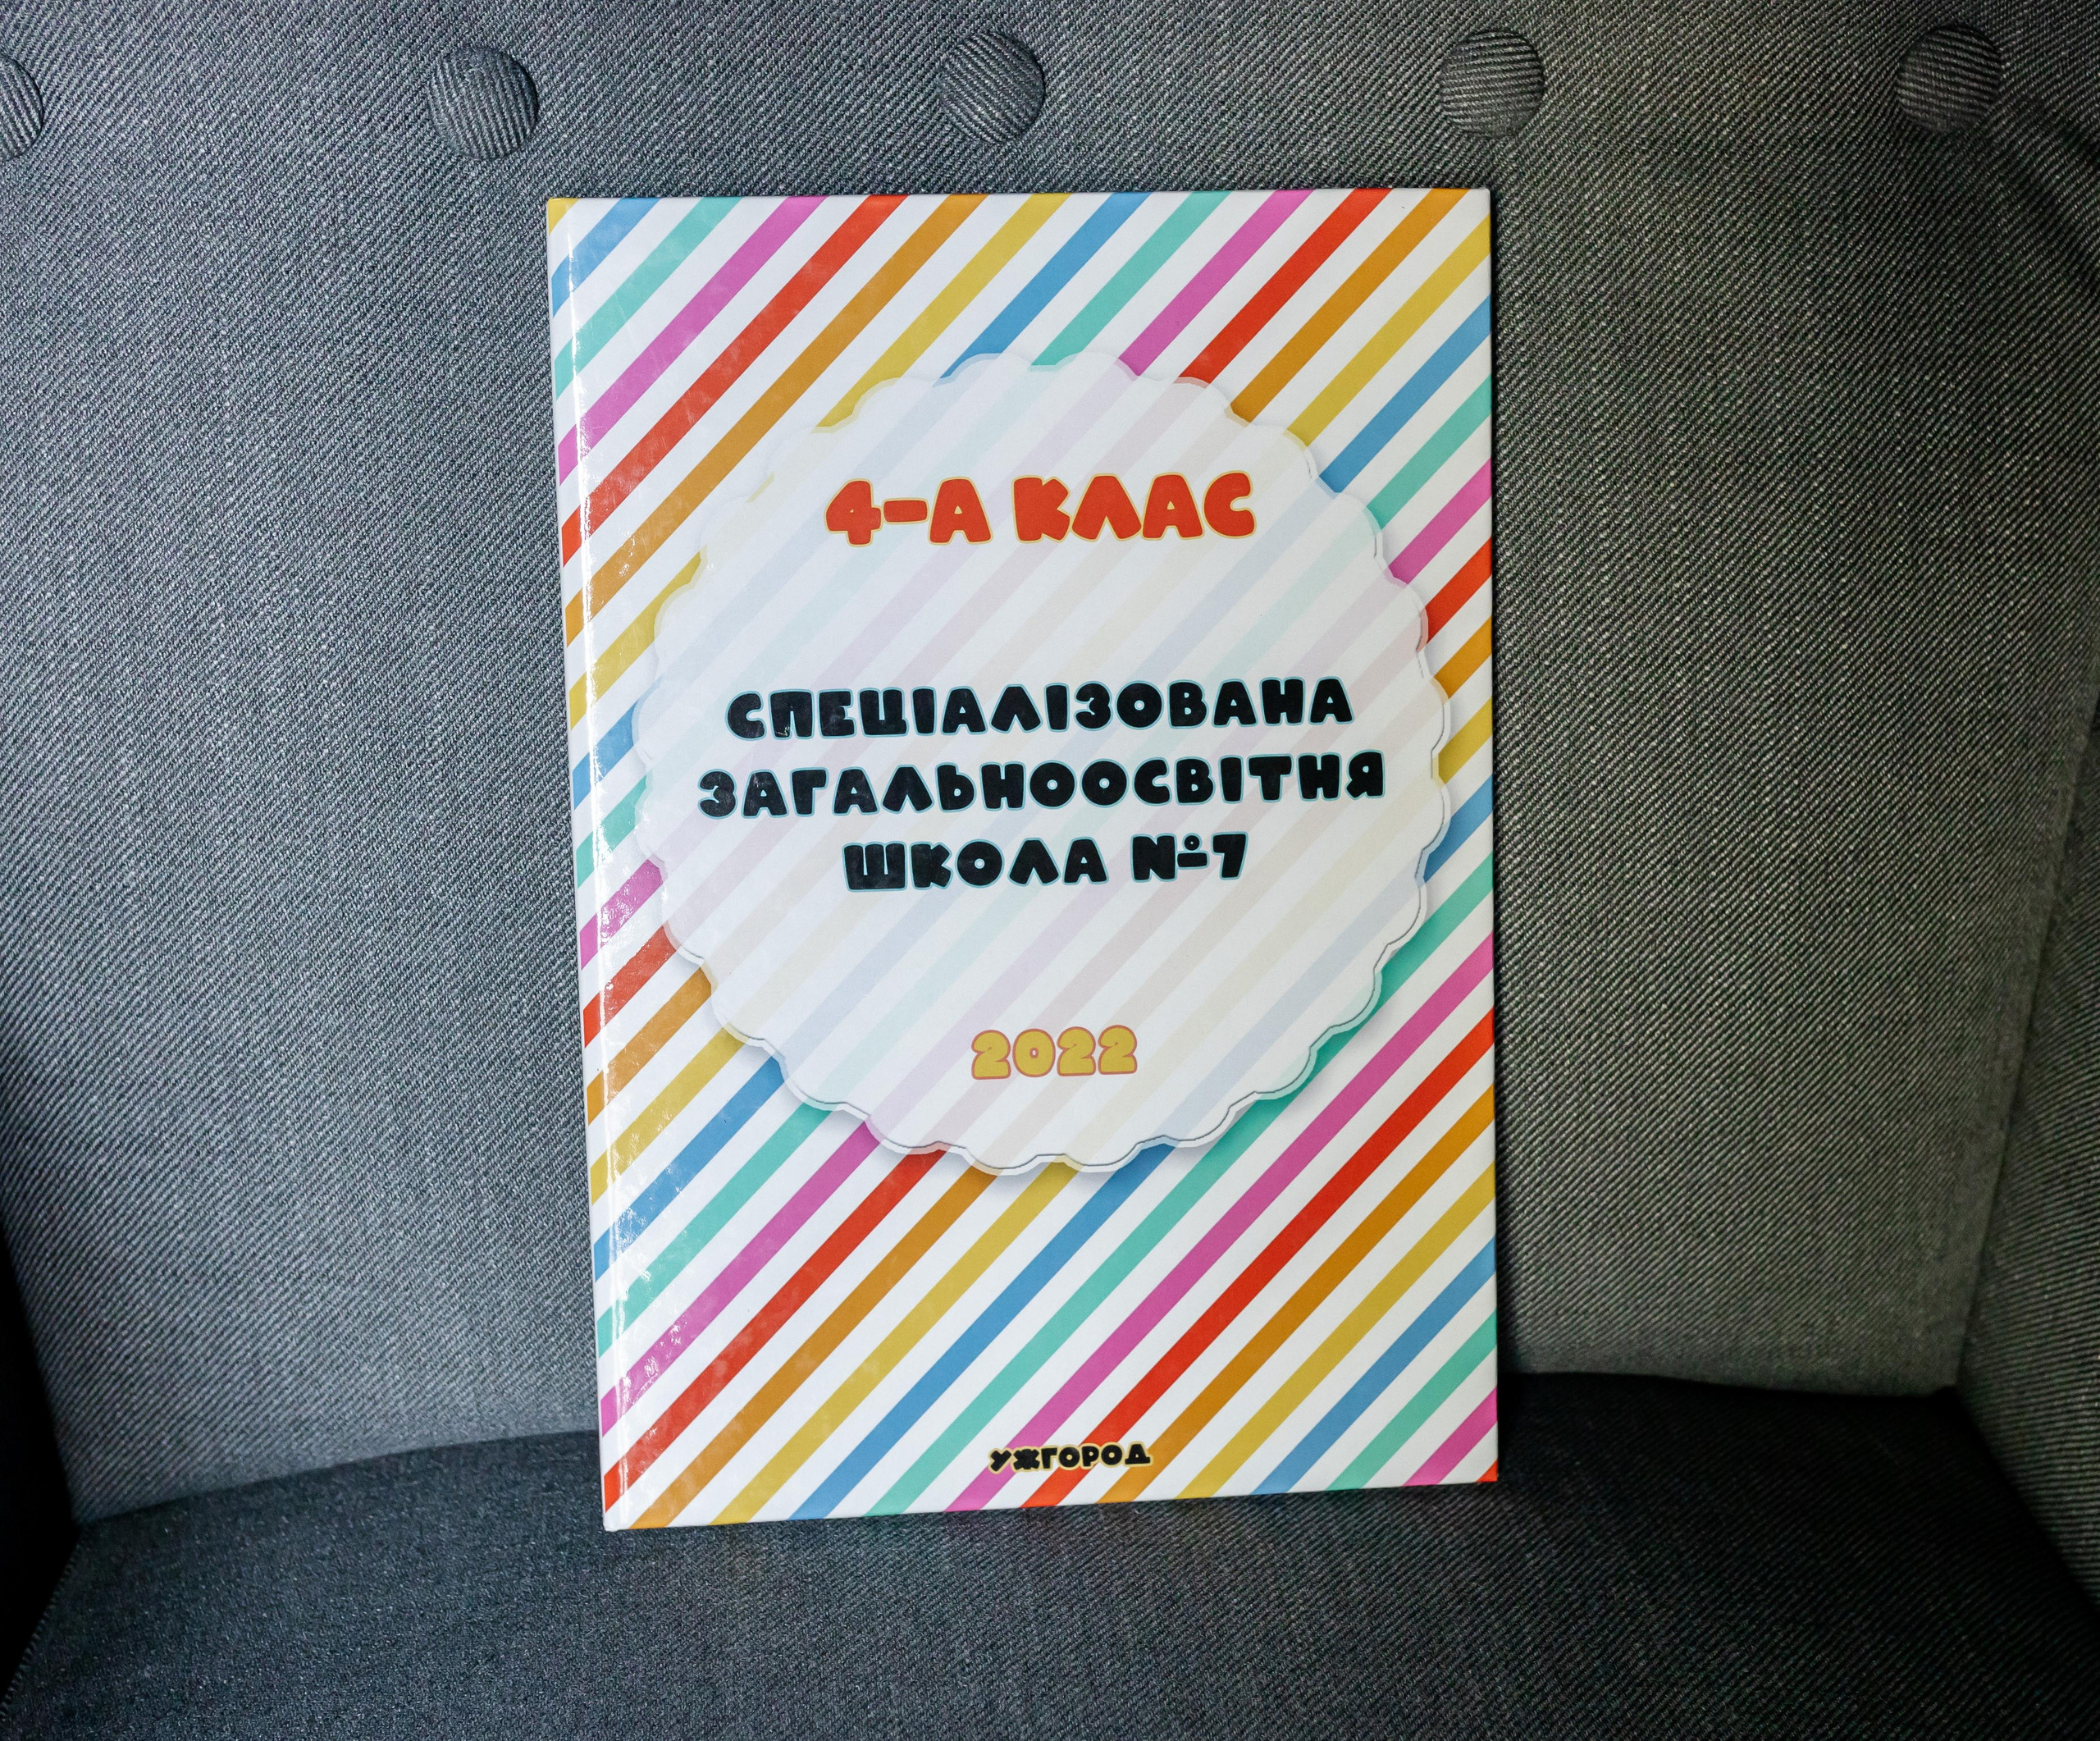 4-А КЛАС
СПЕЦІАЛІЗОВАНА
ЗАГАЛЬНООСВІТНЯ
ШКОЛА №7
2022
УЖГОРОД